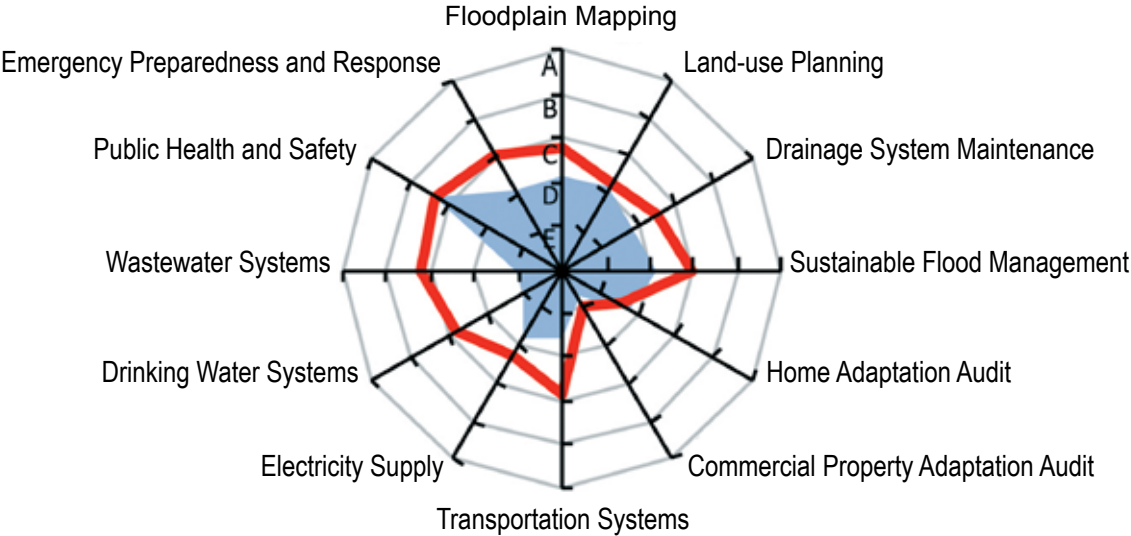 Floodplain Mapping
Emergency Preparedness and Response
Land-use Planning
A
B
Public Health and Safety
C
Drainage System Maintenance
D
E
Wastewater Systems
Sustainable Flood Management
Drinking Water Systems
Home Adaptation Audit
Electricity Supply
Commercial Property Adaptation Audit
Transportation Systems